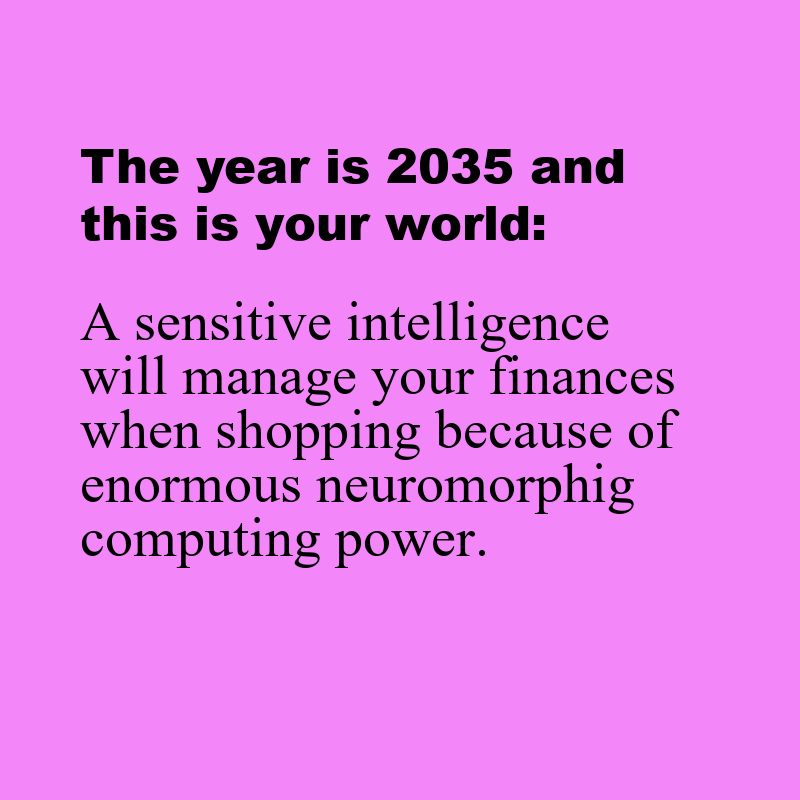 The year is 2035 and
this is your world:
A sensitive intelligence
will manage your finances
when shopping because of
enormous neuromorphig
computing power.